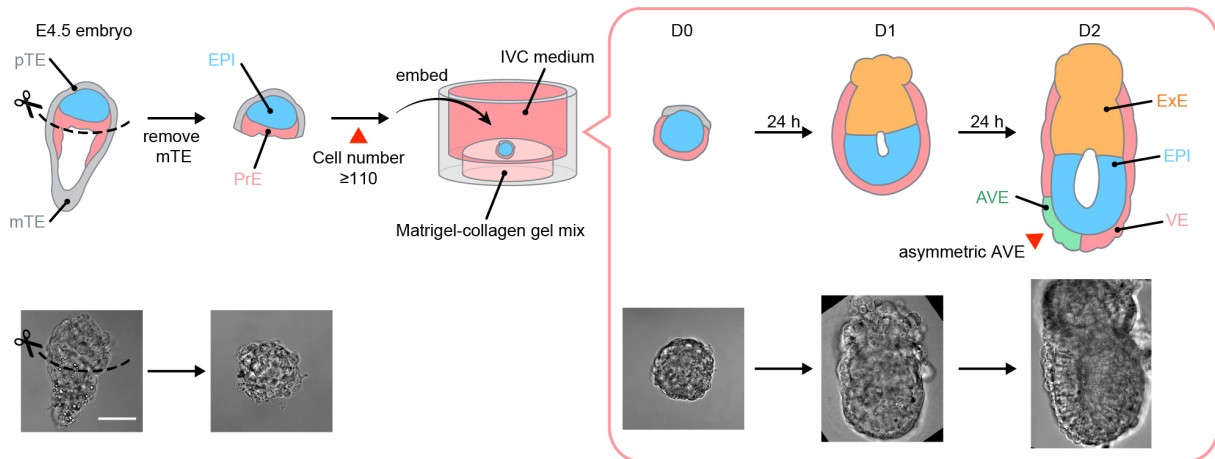 E4.5 embryo
pTE
mTE
remove
mTE
EPI
PrE
embed
Cell number
≥110
IVC medium
Matrigel-collagen gel mix
D0
24 h
D1
24 h
D2
ExE
EPI
AVE
VE
asymmetric AVE